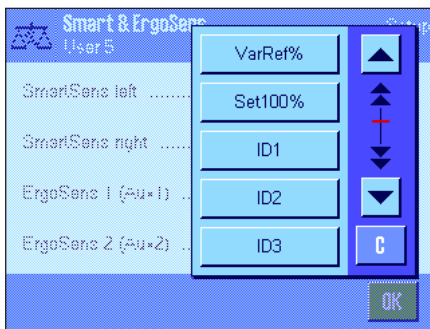 Smart & ErgoSens
Setup
User 5
SmartSens left ........
SmartSens right ......
ErgoSens 1 (Aux1) ..
ErgoSens 2 (Aux2) ..
VarRef%
Set100%
ID1
ID2
ID3
C
OK